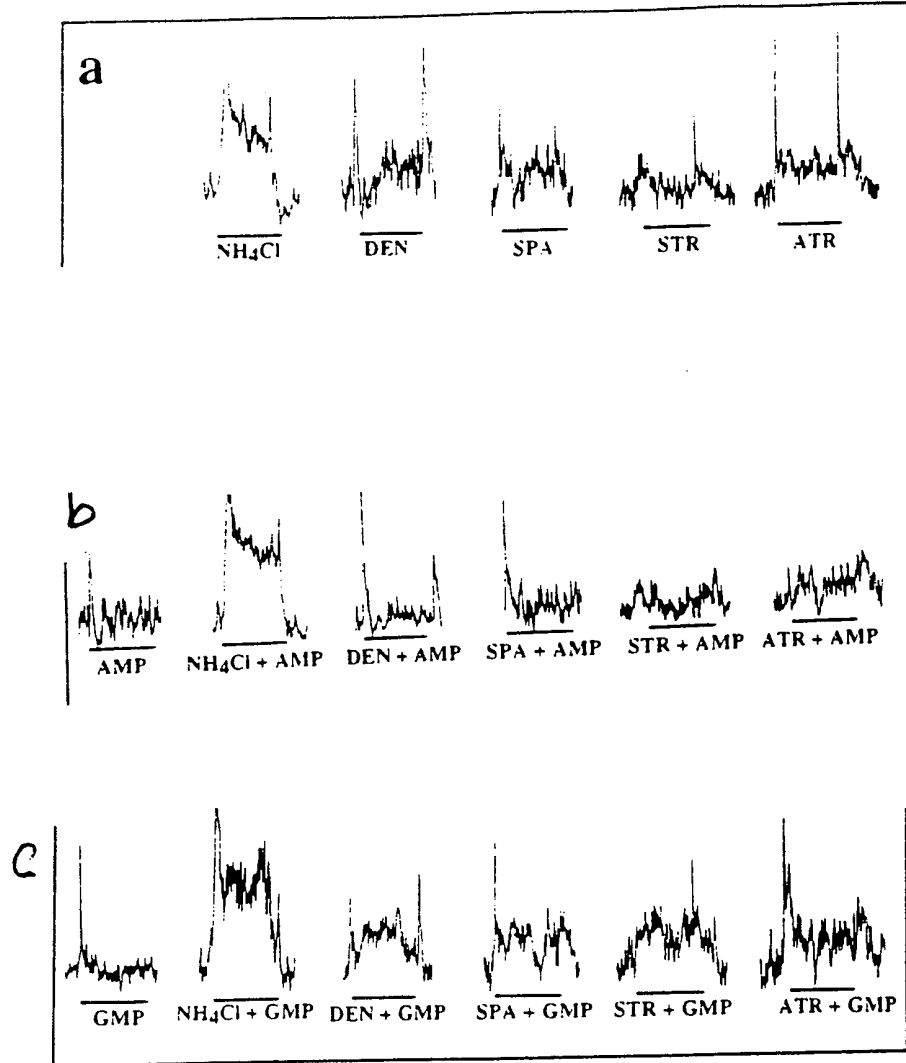 a
NH₄Cl DEN SPA STR ATR
b
AMP NH₄Cl + AMP DEN + AMP SPA + AMP STR + AMP ATR + AMP
C
GMP NH₄Cl + GMP DEN + GMP SPA + GMP STR + GMP ATR + GMP